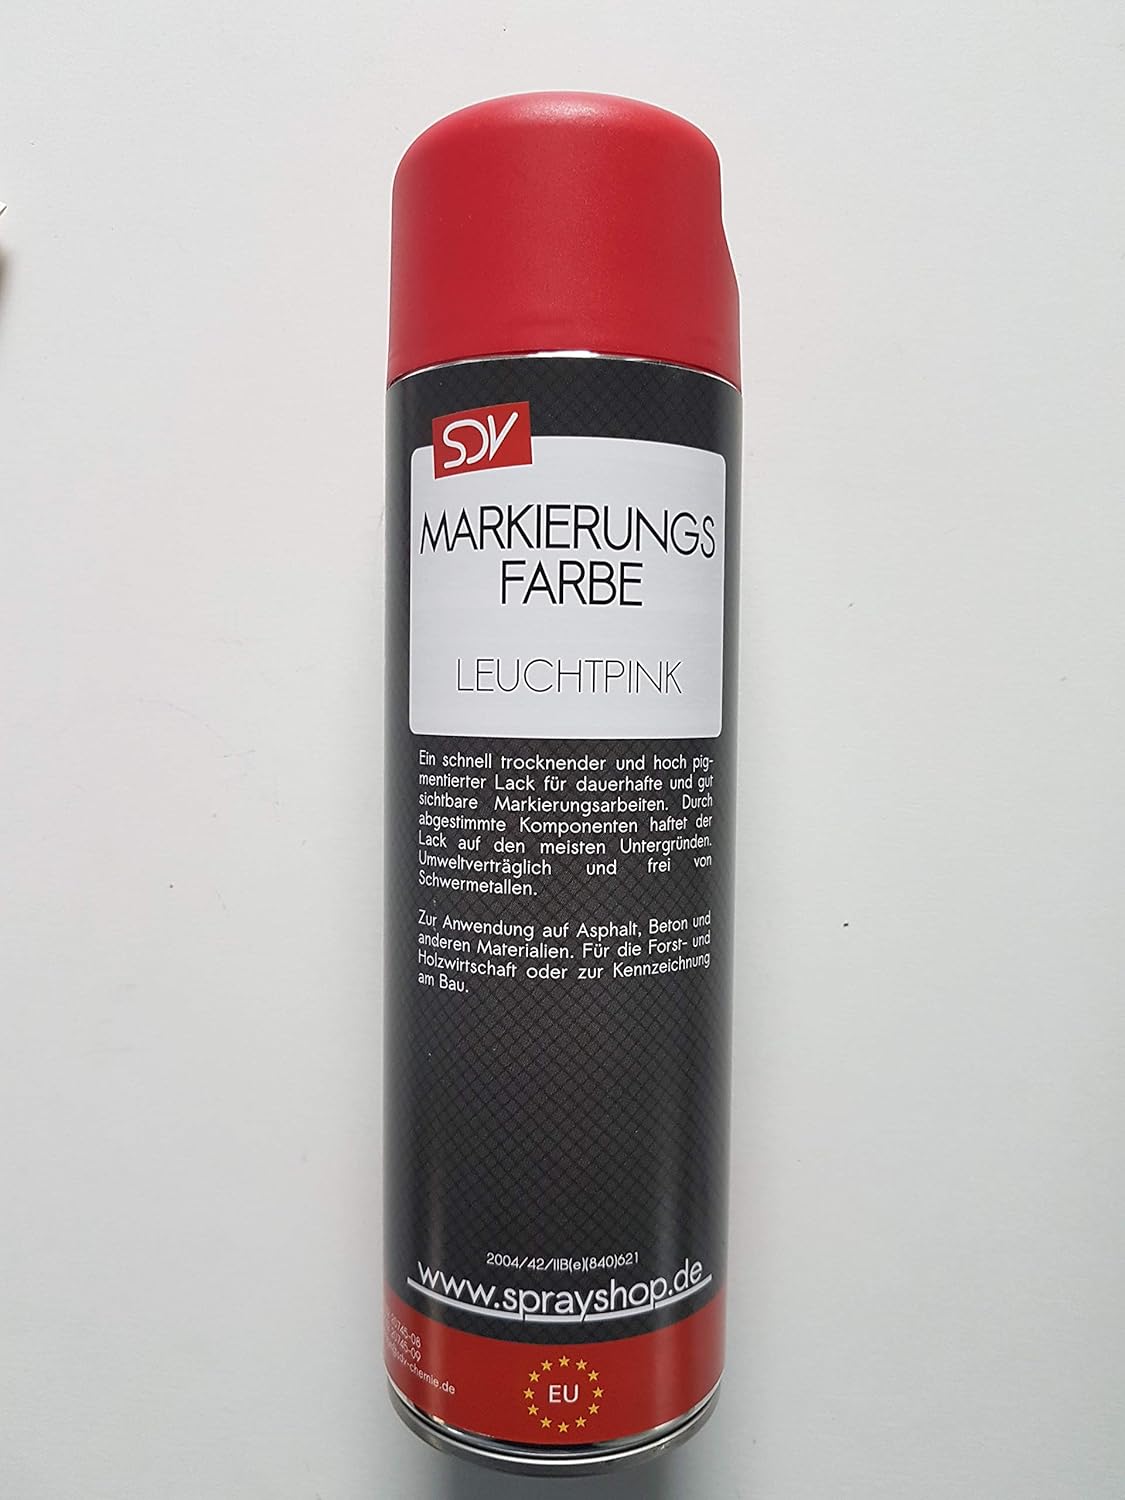 SDV
MARKIERUNGS
FARBE
LEUCHTPINK
Ein schnell trocknender und hoch pig-
mentierter Lack für dauerhafte und gut
sichtbare Markierungsarbeiten. Durch
abgestimmte Komponenten haftet der
Lack auf den meisten Untergründen.
Umweltverträglich und frei von
Schwermetallen.
Zur Anwendung auf Asphalt, Beton und
anderen Materialien. Für die Forst- und
Holzwirtschaft oder zur Kennzeichnung
am Bau.
2004/42/IIB(e)(840)621
www.sprayshop.de
EU